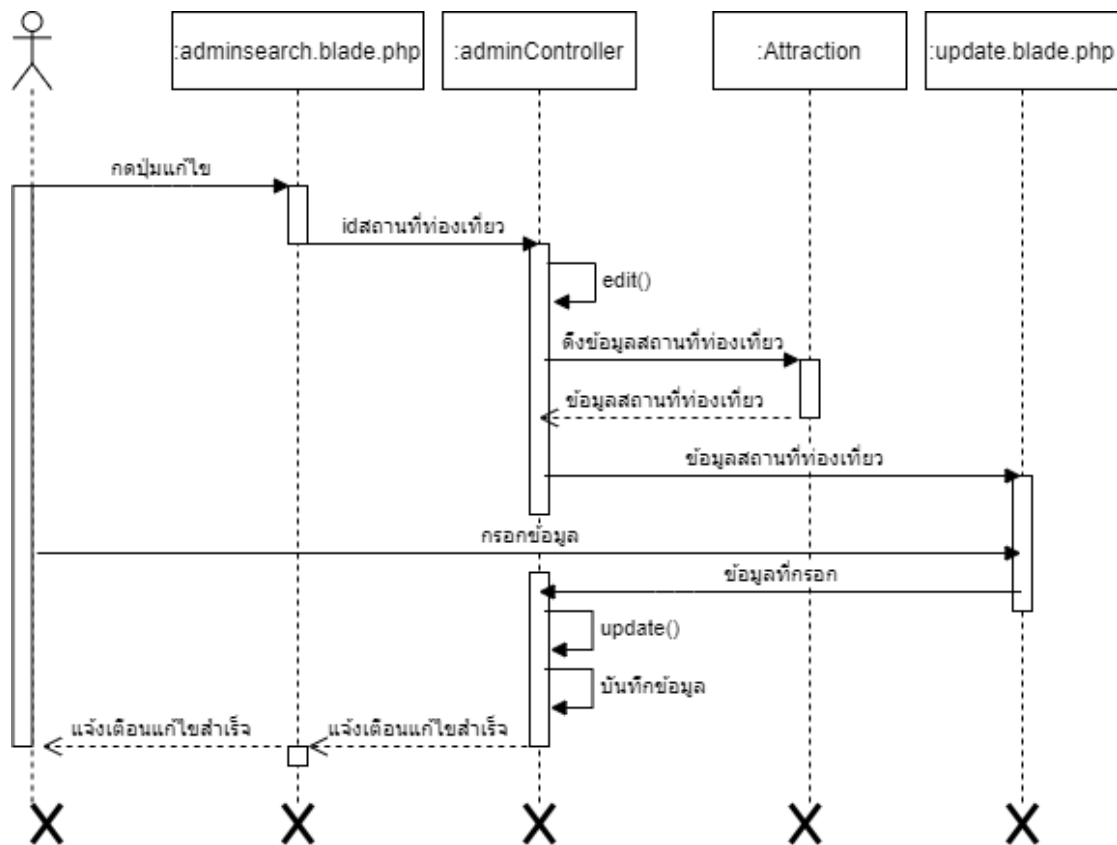 :adminsearch.blade.php
:adminController
:Attraction
:update.blade.php
กดปุ่มแก้ไข
idสถานที่ท่องเที่ยว
edit()
ดึงข้อมูลสถานที่ท่องเที่ยว
ข้อมูลสถานที่ท่องเที่ยว
ข้อมูลสถานที่ท่องเที่ยว
กรอกข้อมูล
ข้อมูลที่กรอก
update()
บันทึกข้อมูล
แจ้งเตือนแก้ไขสำเร็จ
แจ้งเตือนแก้ไขสำเร็จ